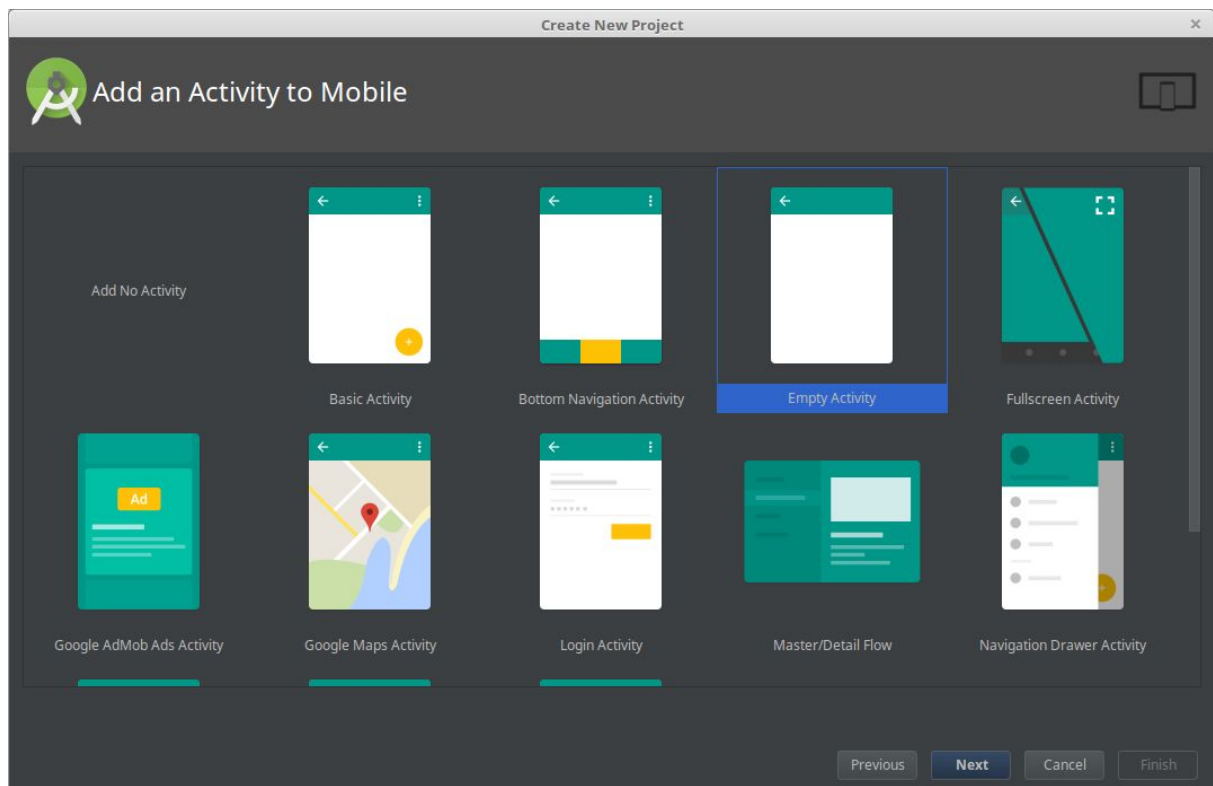 Create New Project
Add an Activity to Mobile
Add No Activity
Basic Activity
Bottom Navigation Activity
Empty Activity
Fullscreen Activity
Ad
Google AdMob Ads Activity
Google Maps Activity
Login Activity
Master/Detail Flow
Navigation Drawer Activity
Previous
Next
Cancel
Finish